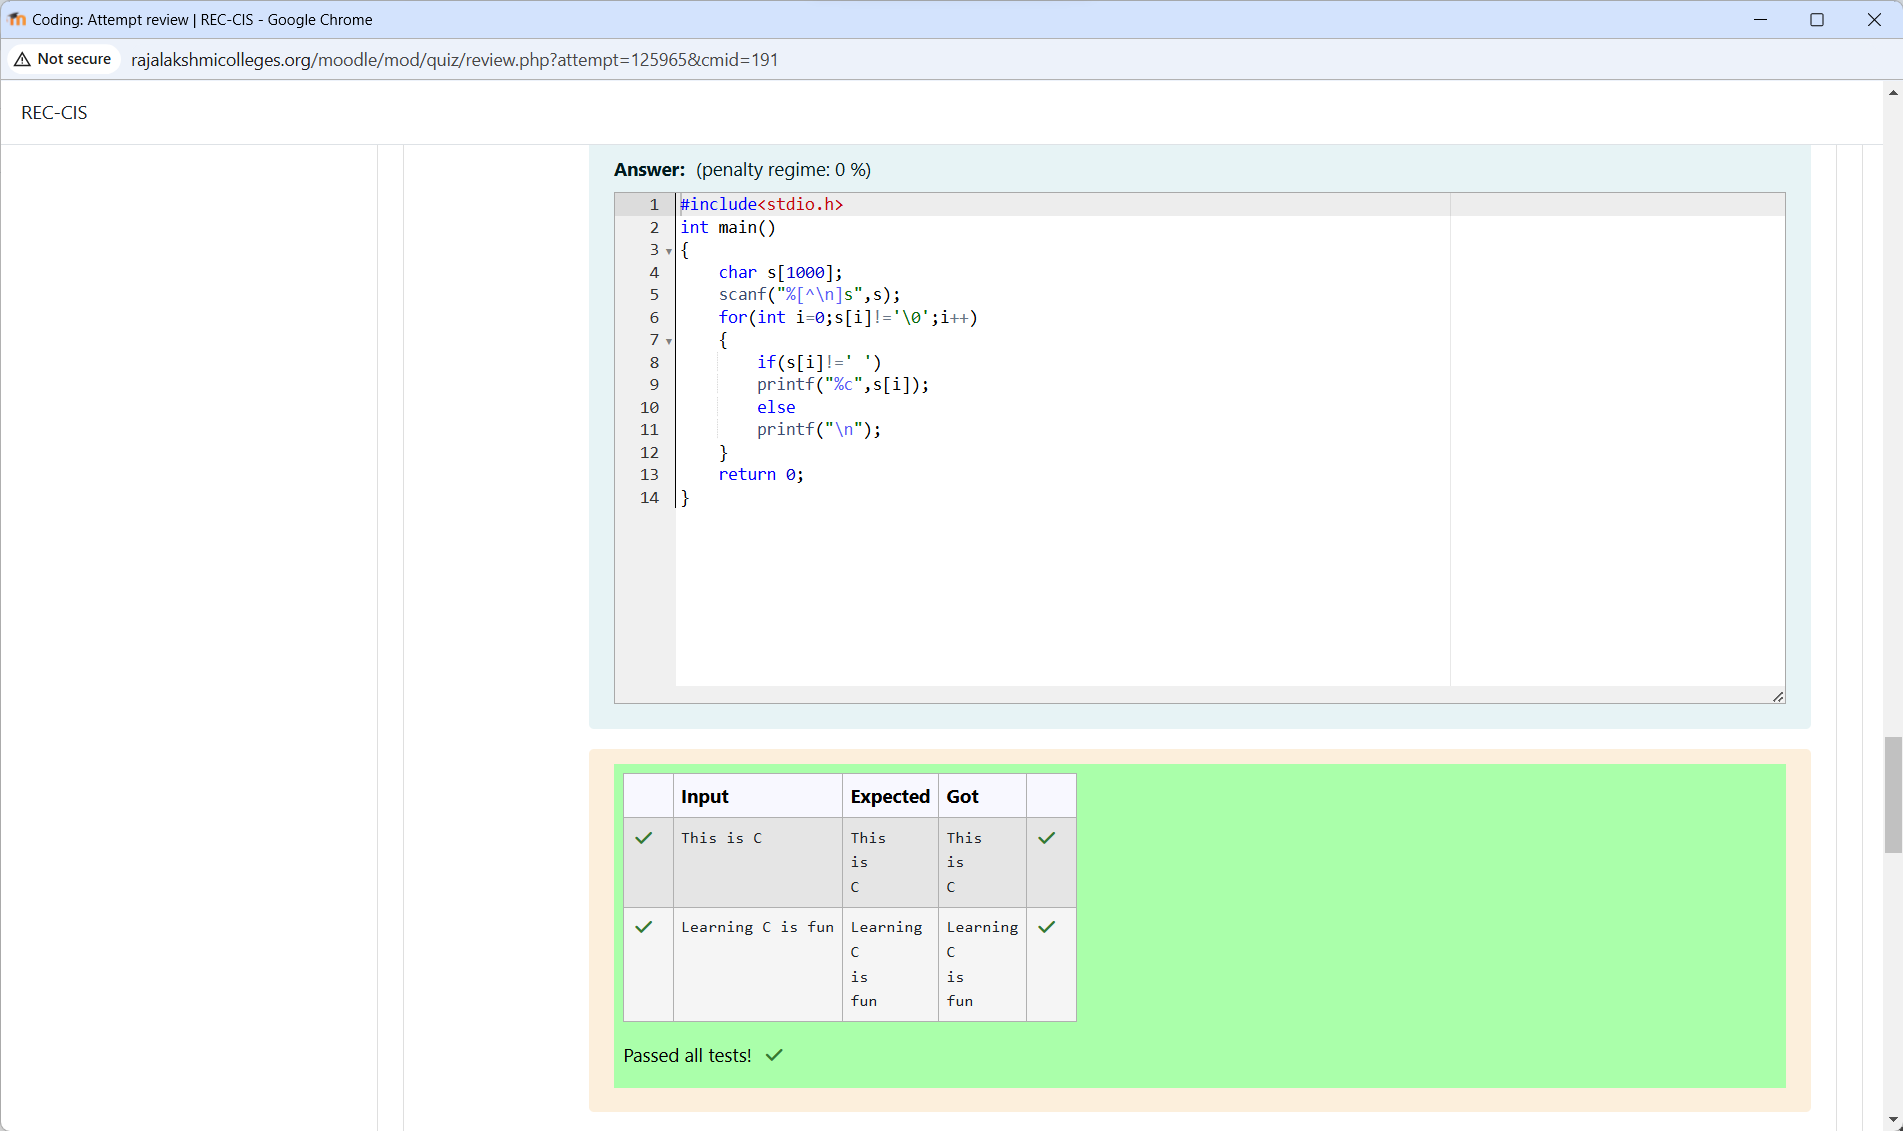 Coding: Attempt review | REC-CIS - Google Chrome
Not secure rajalakshmicolleges.org/moodle/mod/quiz/review.php?attempt=125965&cmid=191
REC-CIS
Answer: (penalty regime: 0 %)
1 #include<stdio.h>
2 int main()
3 {
4     char s[1000];
5     scanf("%[^\n]s",s);
6     for(int i=0;s[i]!='\0';i++)
7     {
8         if(s[i]!=' ')
9         printf("%c",s[i]);
10         else
11         printf("\n");
12     }
13     return 0;
14 }
Input Expected Got
This is C This This
is is
C C
Learning C is fun Learning Learning
C C
is is
fun fun
Passed all tests!